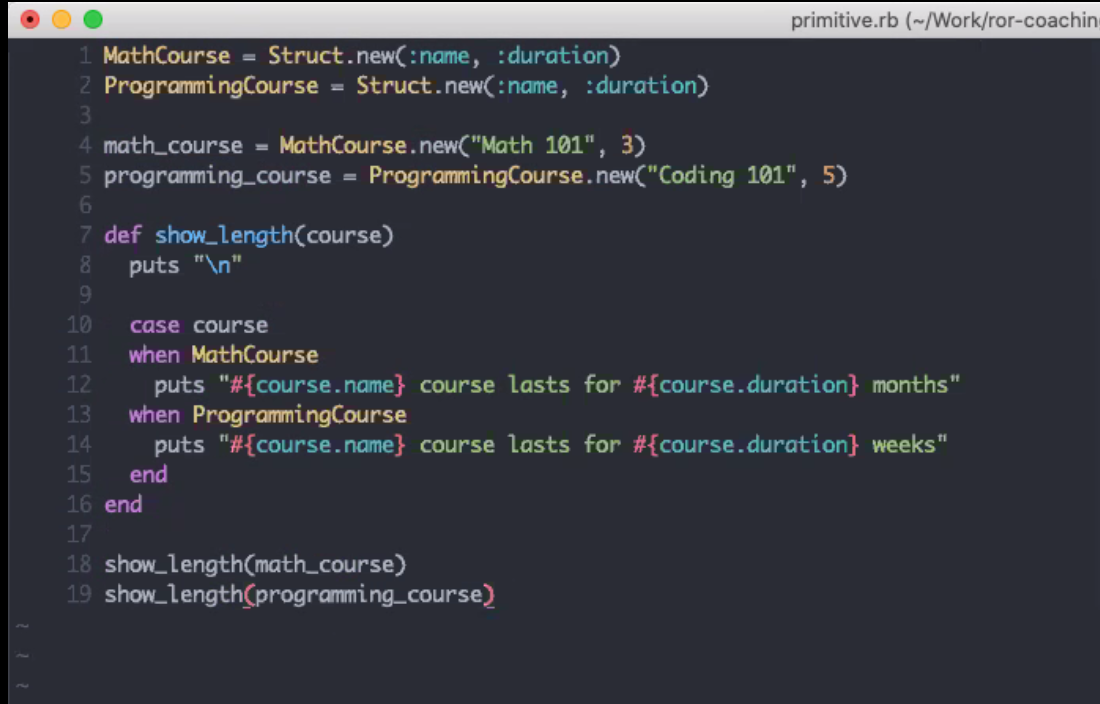 primitive.rb (~/Work/ror-coaching
1 MathCourse = Struct.new(:name, :duration)
2 ProgrammingCourse = Struct.new(:name, :duration)
3
4 math_course = MathCourse.new("Math 101", 3)
5 programming_course = ProgrammingCourse.new("Coding 101", 5)
6
7 def show_length(course)
8   puts "\n"
9
10   case course
11   when MathCourse
12     puts "#{course.name} course lasts for #{course.duration} months"
13   when ProgrammingCourse
14     puts "#{course.name} course lasts for #{course.duration} weeks"
15   end
16 end
17
18 show_length(math_course)
19 show_length(programming_course)
~
~
~